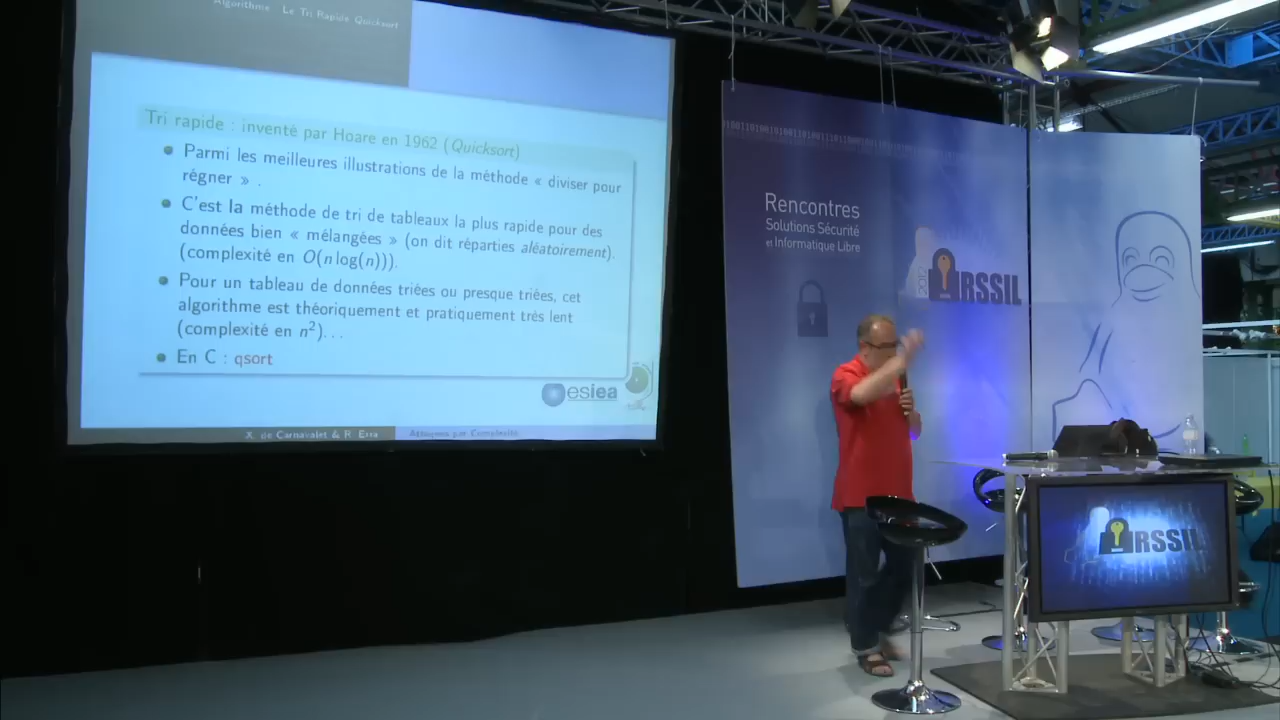 Algorithme Le Tri Rapide Quicksort
Tri rapide : inventé par Hoare en 1962 (Quicksort)
Parmi les meilleures illustrations de la méthode « diviser pour
régner » .
C'est la méthode de tri de tableaux la plus rapide pour des
données bien « mélangées » (on dit réparties aléatoirement).
(complexité en O(n log(n))).
Pour un tableau de données triées ou presque triées, cet
algorithme est théoriquement et pratiquement très lent
(complexité en n²)...
En C : qsort
esiea
X. de Carnavalet & R. Erra
Attaques par Complexité
Rencontres
Solutions Sécurité
et Informatique Libre
RSSIL
RSSIL